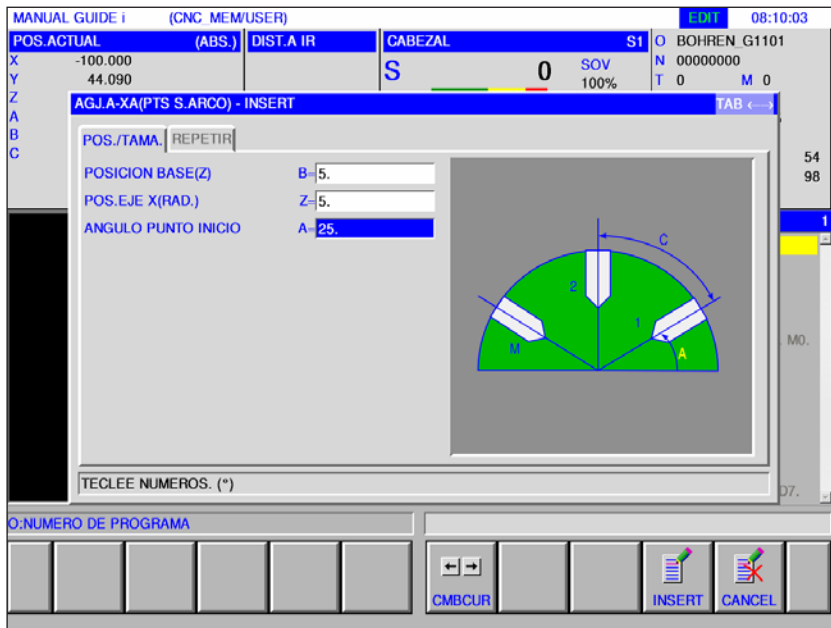 MANUAL GUIDE i (CNC_MEM/USER) EDIT 08:10:03
POS.ACTUAL (ABS.) DIST.A IR CABEZAL S1 O BOHREN_G1101
X -100.000 S 0 SOV 100% N 00000000
Y 44.090 T 0 M 0
Z
A
B
C
54
98
AGJ.A-XA(PTS S.ARCO) - INSERT TAB
POS./TAMA. REPETIR
POSICION BASE(Z) B=5.
POS.EJE X(RAD.) Z=5.
ANGULO PUNTO INICIO A=25.
C
2
1
M
A
TECLEE NUMEROS. (°)
1
M0.
D7.
O:NUMERO DE PROGRAMA
CMBCUR INSERT CANCEL